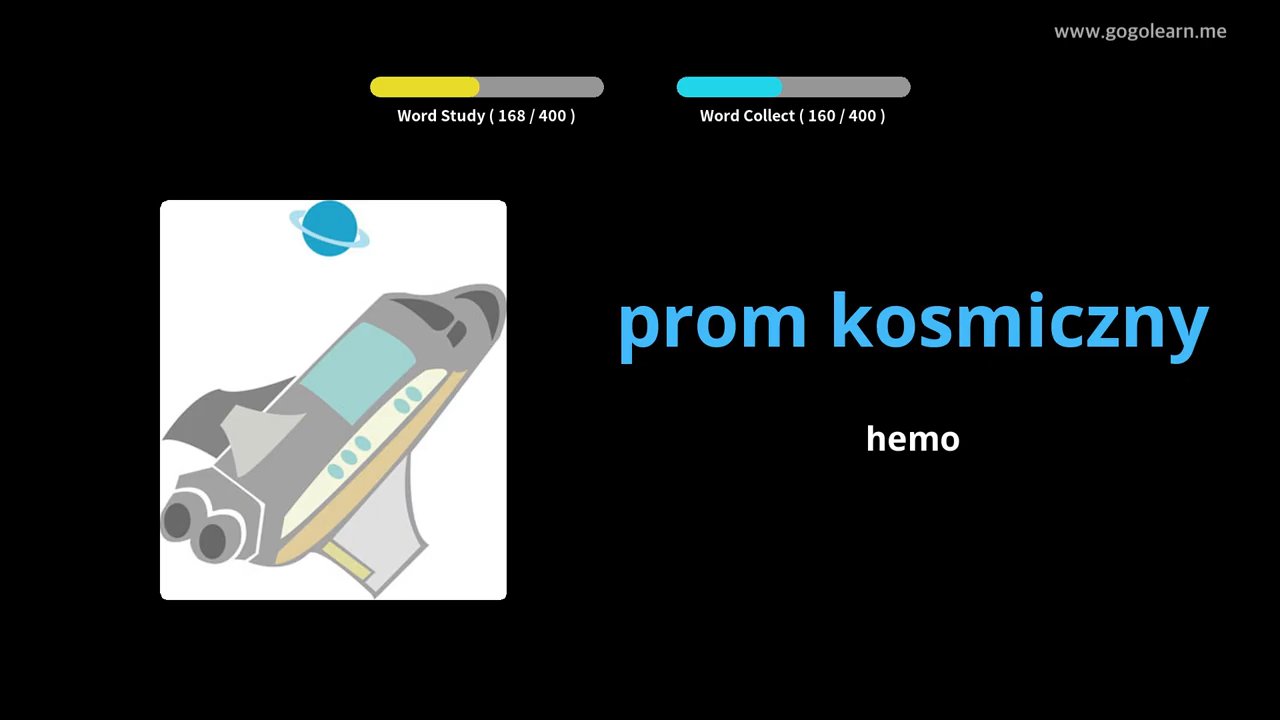 www.gogolearn.me
Word Study ( 168 / 400 )
Word Collect ( 160 / 400 )
prom kosmiczny
hemo